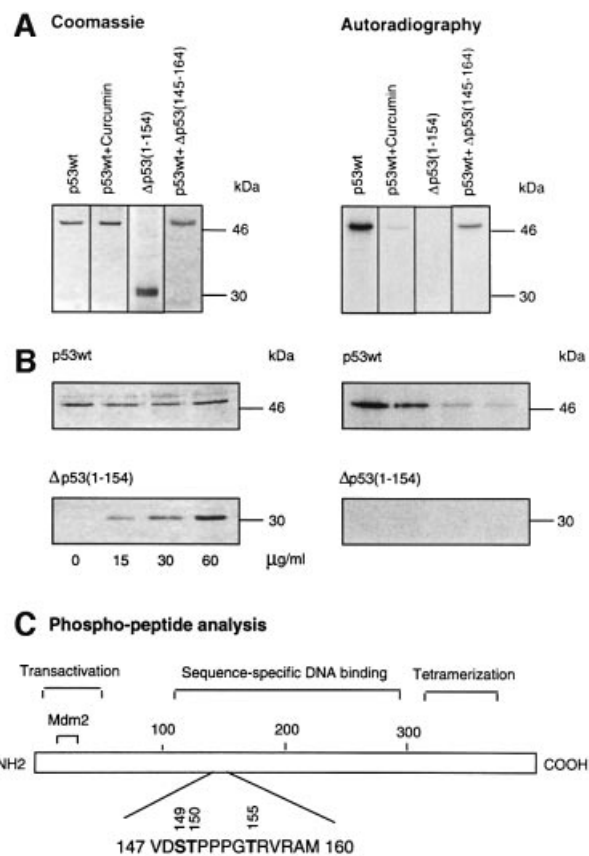 A Coomassie Autoradiography
p53wt
p53wt+Curcumin
Δp53(1-154)
p53wt+ Δp53(145-164)
kDa
46
30
p53wt
p53wt+Curcumin
Δp53(1-154)
p53wt+ Δp53(145-164)
kDa
46
30
B
p53wt kDa
46
p53wt kDa
46
Δp53(1-154)
30
0 15 30 60 μg/ml
Δp53(1-154)
30
C Phospho-peptide analysis
Transactivation Sequence-specific DNA binding Tetramerization
Mdm2 100 200 300
NH2 COOH
149 150 155
147 VDSTPPPGTRVRAM 160